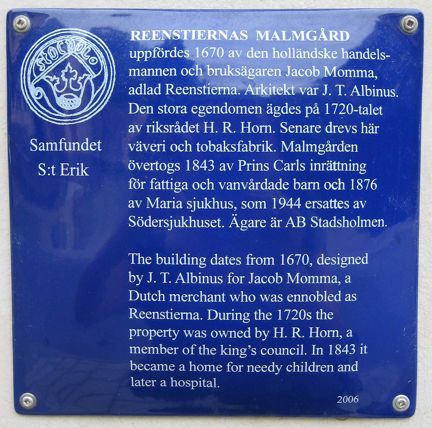 STOCKHOLM
Samfundet
S:t Erik
REENSTIERNAS MALMGÅRD
uppfördes 1670 av den holländske handels-
mannen och bruksägaren Jacob Momma,
adlad Reenstierna. Arkitekt var J. T. Albinus.
Den stora egendomen ägdes på 1720-talet
av riksrådet H. R. Horn. Senare drevs här
väveri och tobaksfabrik. Malmgården
övertogs 1843 av Prins Carls inrättning
för fattiga och vanvårdade barn och 1876
av Maria sjukhus, som 1944 ersattes av
Södersjukhuset. Ägare är AB Stadsholmen.
The building dates from 1670, designed
by J. T. Albinus for Jacob Momma, a
Dutch merchant who was ennobled as
Reenstierna. During the 1720s the
property was owned by H. R. Horn, a
member of the king's council. In 1843 it
became a home for needy children and
later a hospital.
2006